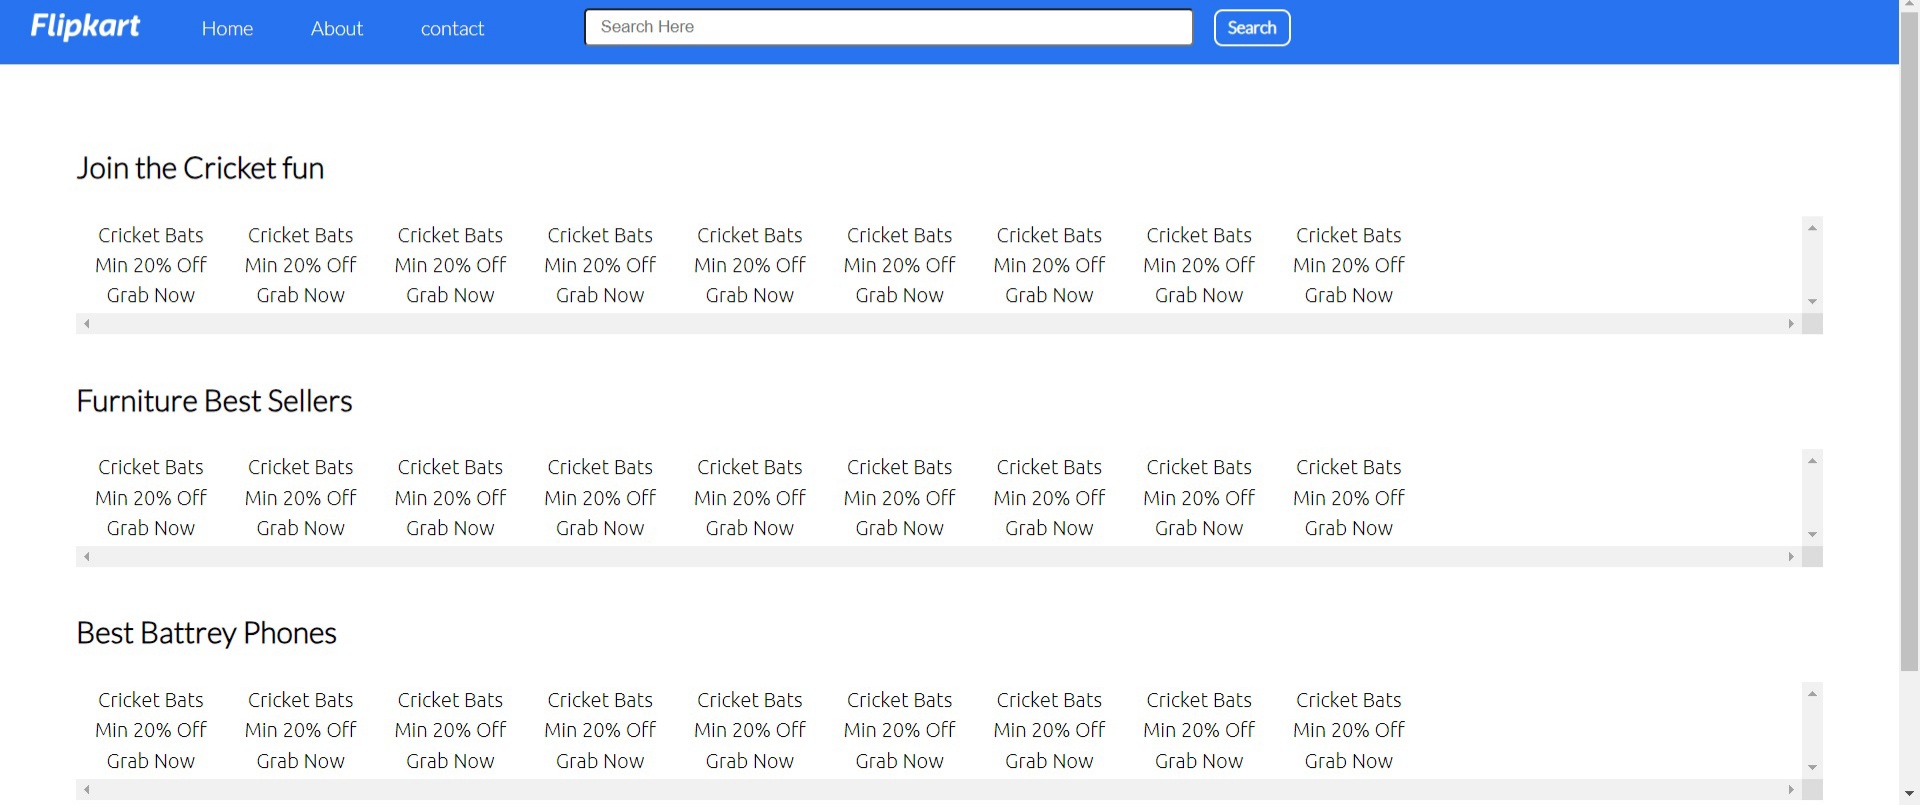 Flipkart Home About contact Search Here Search
Join the Cricket fun
Cricket Bats Cricket Bats Cricket Bats Cricket Bats Cricket Bats Cricket Bats Cricket Bats Cricket Bats Cricket Bats
Min 20% Off Min 20% Off Min 20% Off Min 20% Off Min 20% Off Min 20% Off Min 20% Off Min 20% Off Min 20% Off
Grab Now Grab Now Grab Now Grab Now Grab Now Grab Now Grab Now Grab Now Grab Now
Furniture Best Sellers
Cricket Bats Cricket Bats Cricket Bats Cricket Bats Cricket Bats Cricket Bats Cricket Bats Cricket Bats Cricket Bats
Min 20% Off Min 20% Off Min 20% Off Min 20% Off Min 20% Off Min 20% Off Min 20% Off Min 20% Off Min 20% Off
Grab Now Grab Now Grab Now Grab Now Grab Now Grab Now Grab Now Grab Now Grab Now
Best Battrey Phones
Cricket Bats Cricket Bats Cricket Bats Cricket Bats Cricket Bats Cricket Bats Cricket Bats Cricket Bats Cricket Bats
Min 20% Off Min 20% Off Min 20% Off Min 20% Off Min 20% Off Min 20% Off Min 20% Off Min 20% Off Min 20% Off
Grab Now Grab Now Grab Now Grab Now Grab Now Grab Now Grab Now Grab Now Grab Now